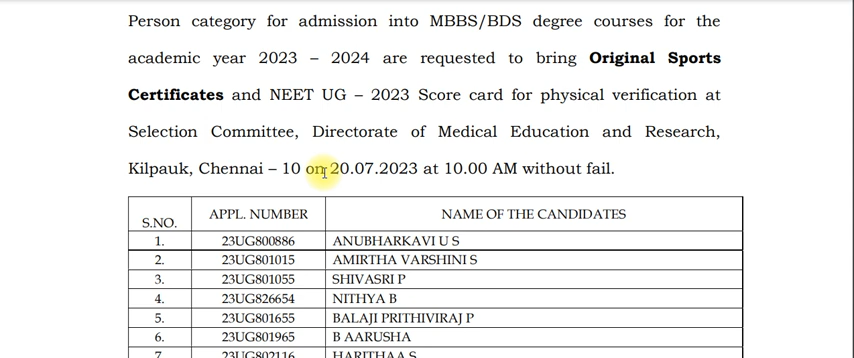 Person category for admission into MBBS/BDS degree courses for the
academic year 2023 – 2024 are requested to bring Original Sports
Certificates and NEET UG – 2023 Score card for physical verification at
Selection Committee, Directorate of Medical Education and Research,
Kilpauk, Chennai – 10 on 20.07.2023 at 10.00 AM without fail.
S.NO. APPL. NUMBER NAME OF THE CANDIDATES
1. 23UG800886 ANUBHARKAVI U S
2. 23UG801015 AMIRTHA VARSHINI S
3. 23UG801055 SHIVASRI P
4. 23UG826654 NITHYA B
5. 23UG801655 BALAJI PRITHIVIRAJ P
6. 23UG801965 B AARUSHA
7. 23UG802116 HARITHAA S